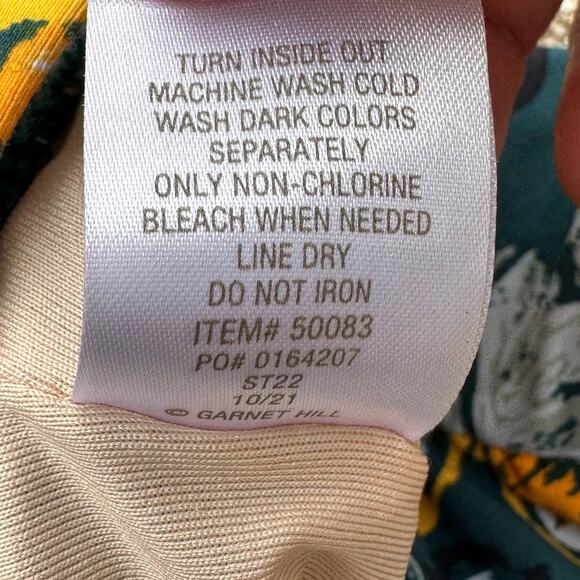 TURN INSIDE OUT
MACHINE WASH COLD
WASH DARK COLORS
SEPARATELY
ONLY NON-CHLORINE
BLEACH WHEN NEEDED
LINE DRY
DO NOT IRON
ITEM# 50083
PO# 0164207
ST22
10/21
© GARNET HILL